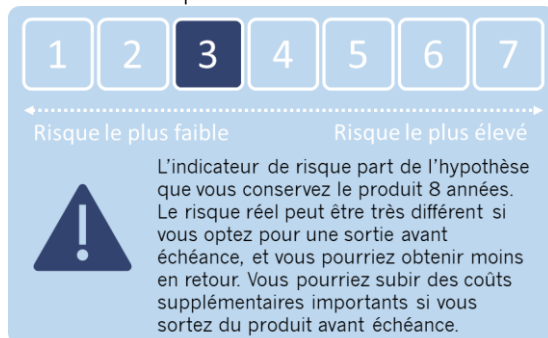 1 2 3 4 5 6 7
Risque le plus faible Risque le plus élevé
L'indicateur de risque part de l'hypothèse
que vous conservez le produit 8 années.
Le risque réel peut être très différent si
vous optez pour une sortie avant
échéance, et vous pourriez obtenir moins
en retour. Vous pourriez subir des coûts
supplémentaires importants si vous
sortez du produit avant échéance.